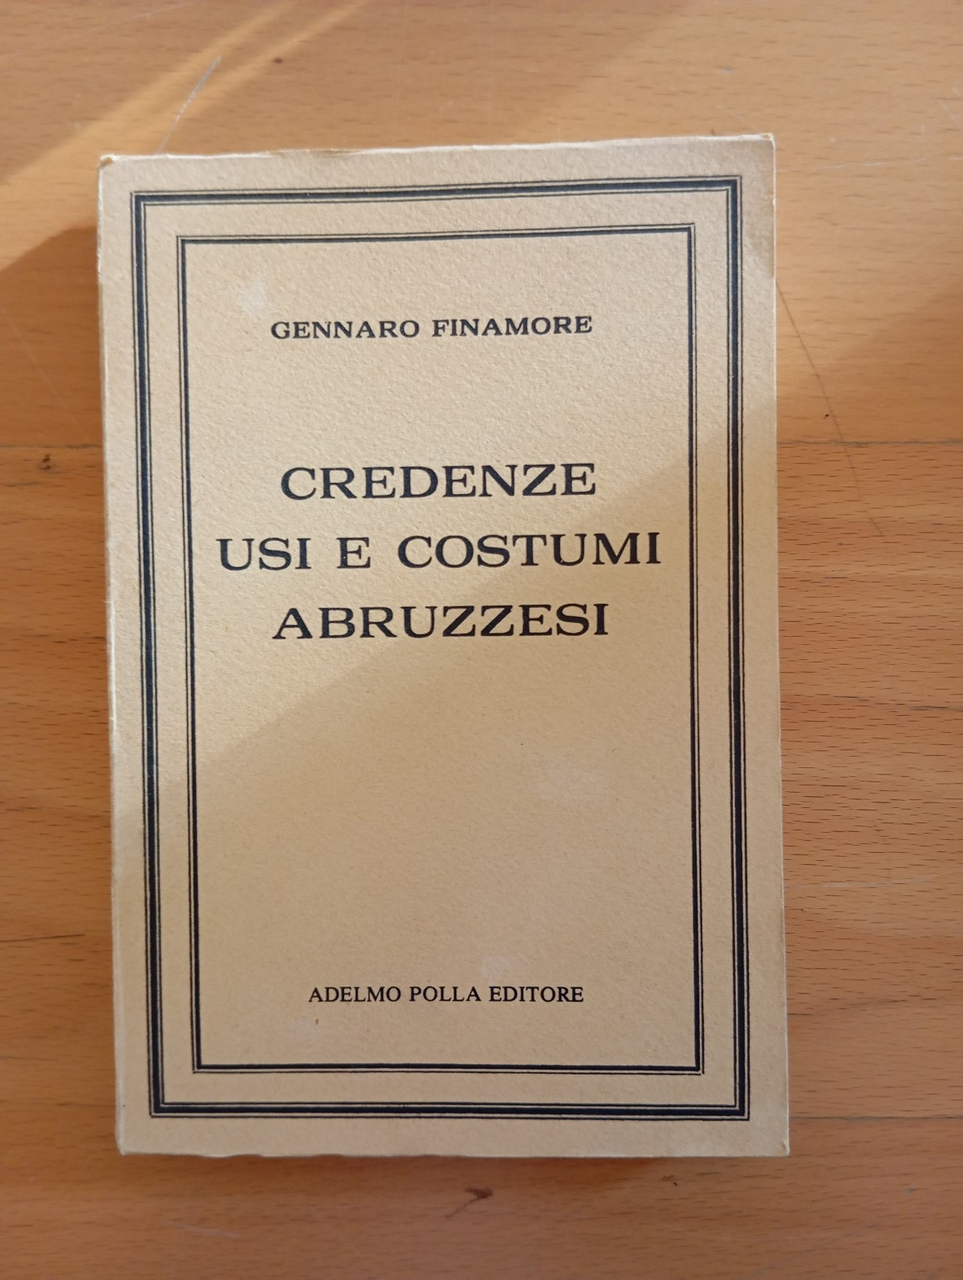 GENNARO FINAMORE
CREDENZE
USI E COSTUMI
ABRUZZESI
ADELMO POLLA EDITORE